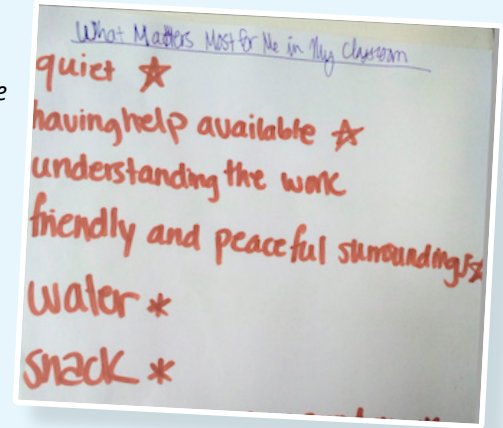 e
What Matters Most for Me in My Classroom
quiet ☆
having help available ☆
understanding the work
friendly and peaceful surroundings ☆
water *
snack *